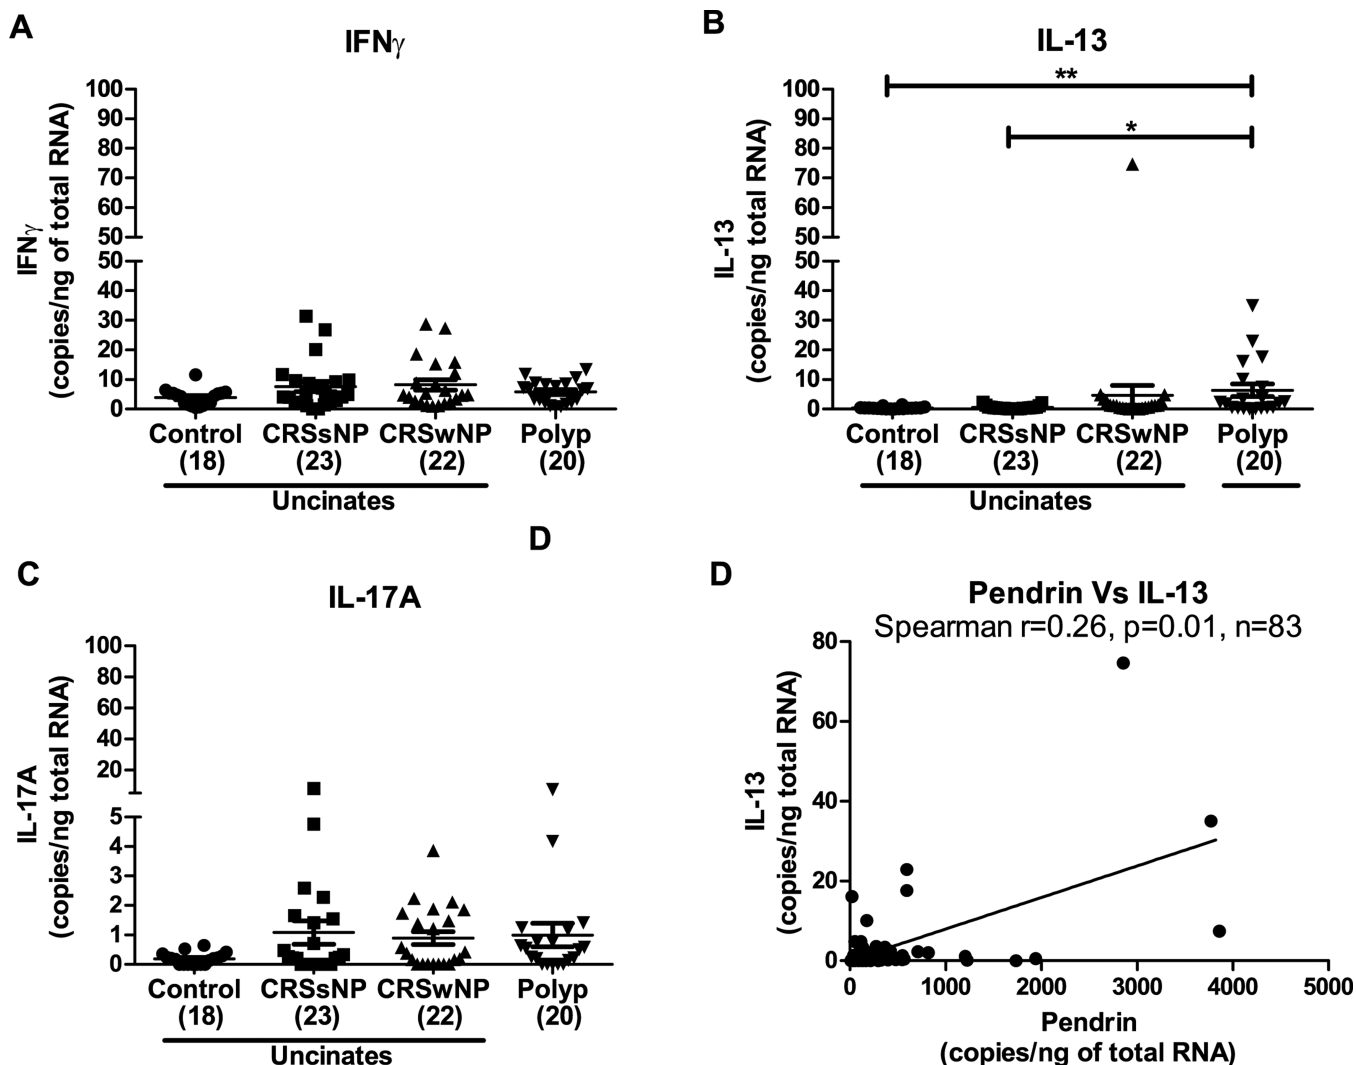 A
IFNγ
IFNγ
(copies/ng of total RNA)
100
90
80
70
60
50
50
40
30
20
10
0
Control CRSsNP CRSwNP Polyp
(18) (23) (22) (20)
Uncinates
B
IL-13
**
*
IL-13
(copies/ng total RNA)
100
90
80
70
60
50
50
40
30
20
10
0
Control CRSsNP CRSwNP Polyp
(18) (23) (22) (20)
Uncinates
D
C
IL-17A
IL-17A
(copies/ng total RNA)
100
80
60
40
20
5
4
3
2
1
0
Control CRSsNP CRSwNP Polyp
(18) (23) (22) (20)
Uncinates
D
Pendrin Vs IL-13
Spearman r=0.26, p=0.01, n=83
IL-13
(copies/ng total RNA)
80
60
40
20
0
0 1000 2000 3000 4000 5000
Pendrin
(copies/ng of total RNA)